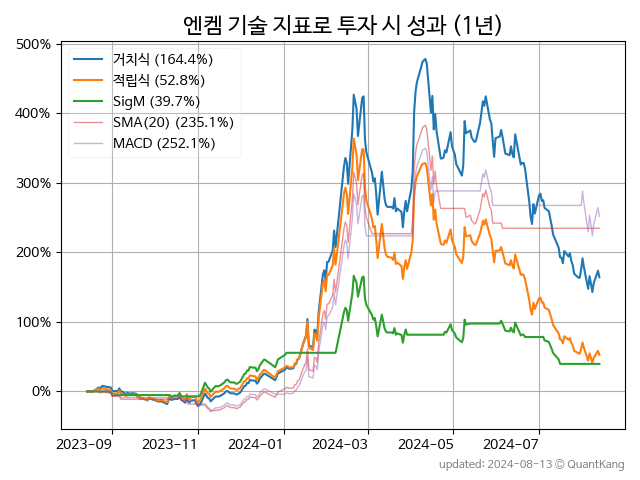 엔켐 기술 지표로 투자 시 성과 (1년)
500%
400%
300%
200%
100%
0%
거치식 (164.4%)
적립식 (52.8%)
SigM (39.7%)
SMA(20) (235.1%)
MACD (252.1%)
2023-09 2023-11 2024-01 2024-03 2024-05 2024-07
updated: 2024-08-13 © QuantKang